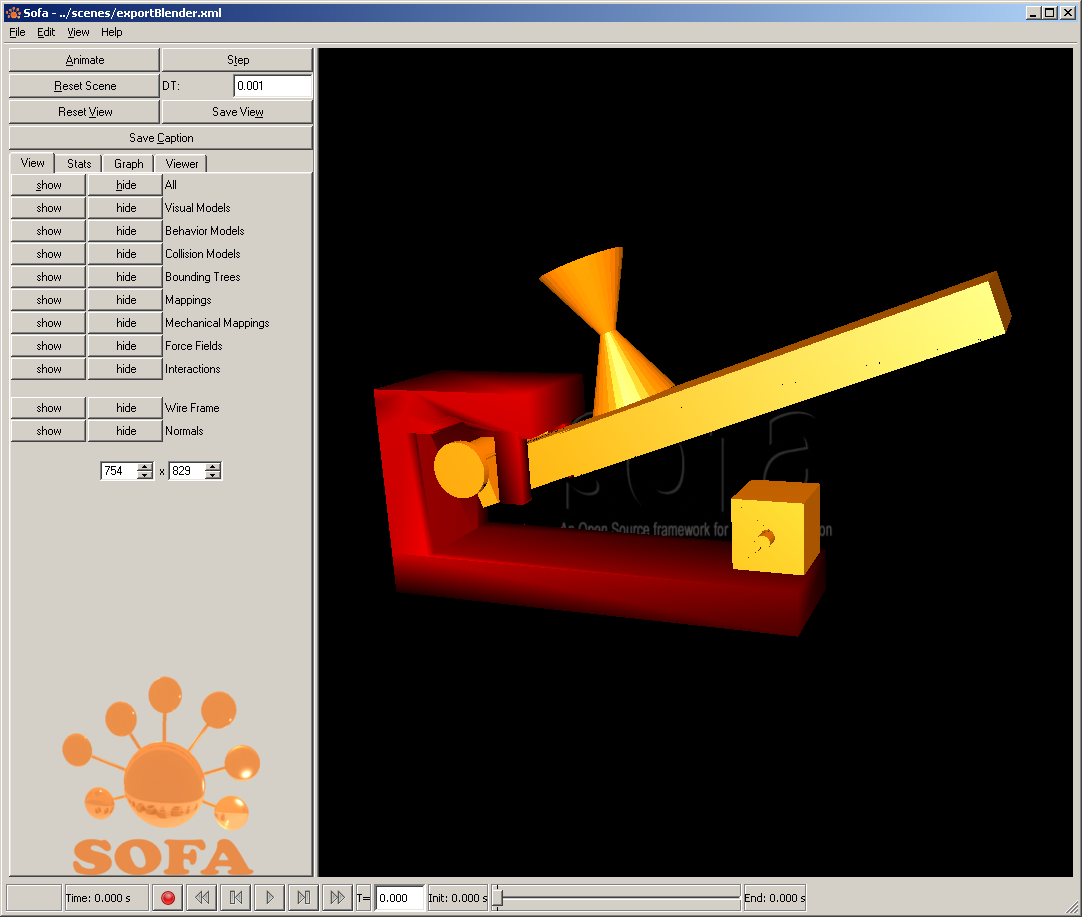 Sofa - ../scenes/exportBlender.xml
File Edit View Help
Animate Step
Reset Scene DT: 0.001
Reset View Save View
Save Caption
View Stats Graph Viewer
show hide All
show hide Visual Models
show hide Behavior Models
show hide Collision Models
show hide Bounding Trees
show hide Mappings
show hide Mechanical Mappings
show hide Force Fields
show hide Interactions
show hide Wire Frame
show hide Normals
754 x 829
An Open Source framework for
SOFA
Time: 0.000 s T= 0.000 Init: 0.000 s End: 0.000 s